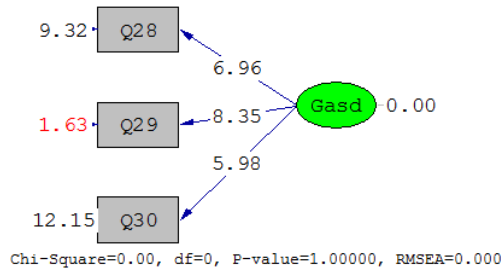 9.32 Q28
6.96
Gasd 0.00
1.63 Q29
8.35
5.98
12.15 Q30
Chi-Square=0.00, df=0, P-value=1.00000, RMSEA=0.000